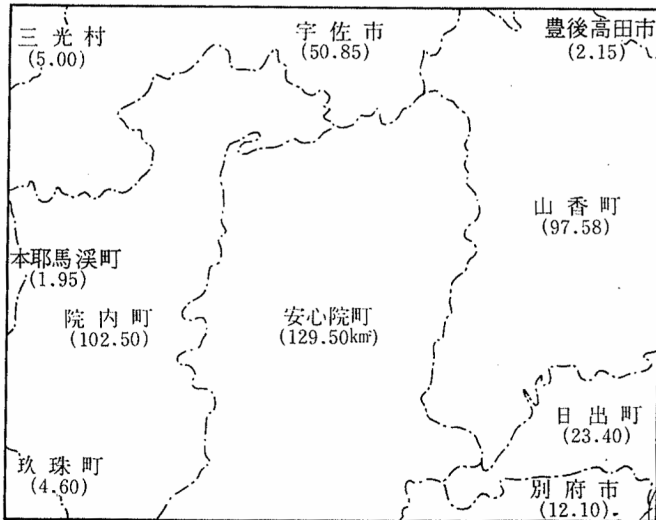 三光村
(5.00)
宇佐市
(50.85)
豊後高田市
(2.15)
山香町
(97.58)
本耶馬渓町
(1.95)
院内町
(102.50)
安心院町
(129.50km²)
日出町
(23.40)
玖珠町
(4.60)
別府市
(12.10)